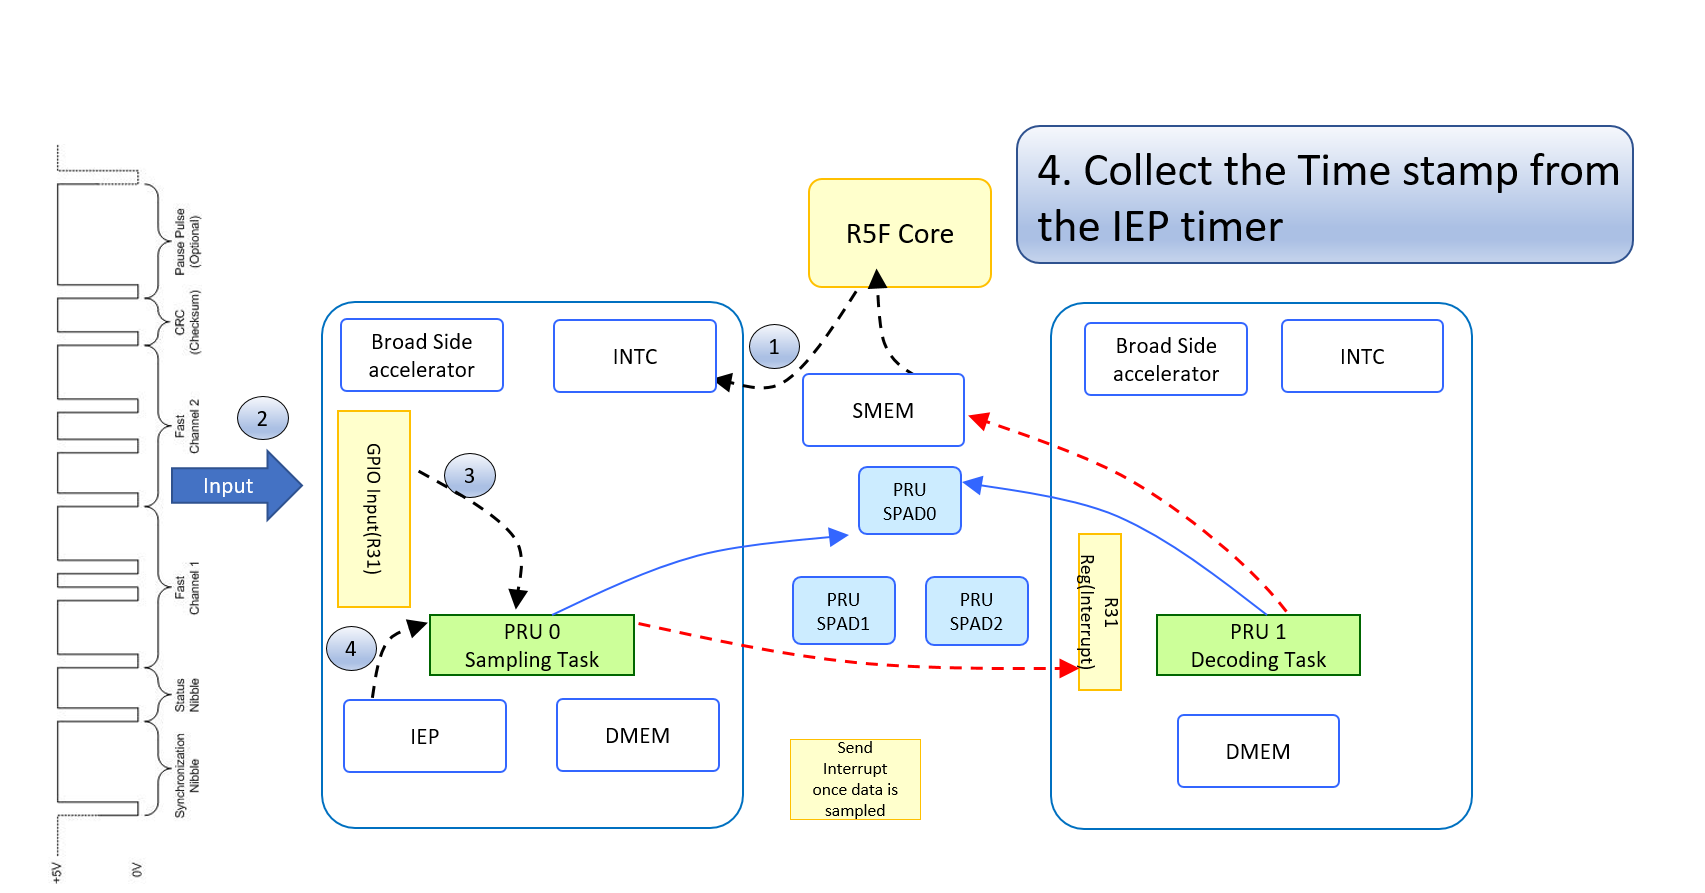 4. Collect the Time stamp from
the IEP timer
R5F Core
Broad Side
accelerator
INTC
1
Broad Side
accelerator
INTC
SMEM
2
Input
GPIO Input(R31)
3
PRU
SPAD0
PRU
SPAD1
PRU
SPAD2
R31
Reg(Interrupt)
4
PRU 0
Sampling Task
PRU 1
Decoding Task
IEP
DMEM
DMEM
Send
Interrupt
once data is
sampled
Pause Pulse
(Optional)
CRC
(Checksum)
Fast
Channel 2
Fast
Channel 1
Status
Nibble
Synchronization
Nibble
+5V
0V